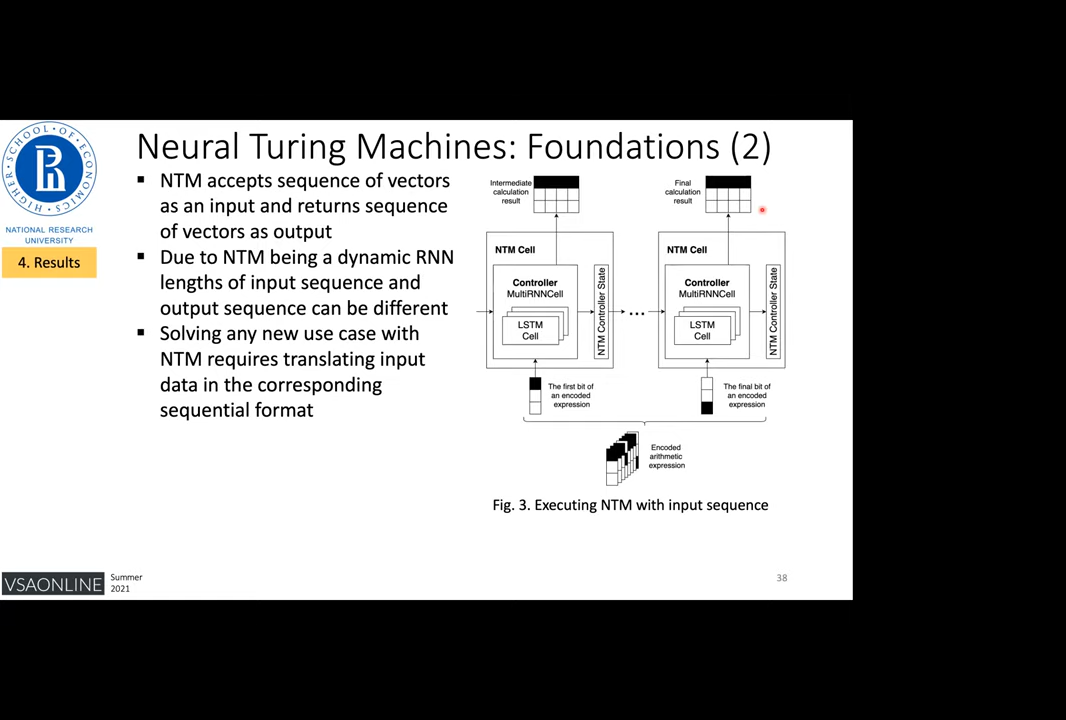 HIGHER SCHOOL OF ECONOMICS
NATIONAL RESEARCH
UNIVERSITY
4. Results
Neural Turing Machines: Foundations (2)
▪ NTM accepts sequence of vectors
as an input and returns sequence
of vectors as output
▪ Due to NTM being a dynamic RNN
lengths of input sequence and
output sequence can be different
▪ Solving any new use case with
NTM requires translating input
data in the corresponding
sequential format
Intermediate
calculation
result
NTM Cell
Controller
MultiRNNCell
LSTM
Cell
NTM Controller State
The first bit of
an encoded
expression
...
Final
calculation
result
NTM Cell
Controller
MultiRNNCell
LSTM
Cell
NTM Controller State
The final bit of
an encoded
expression
Encoded
arithmetic
expression
Fig. 3. Executing NTM with input sequence
VSAONLINE
Summer
2021
38